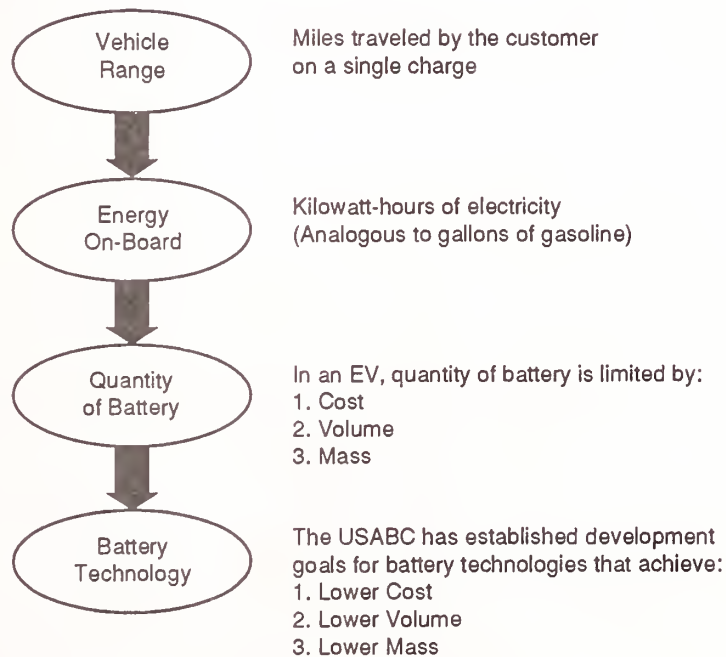 Vehicle
Range
Miles traveled by the customer
on a single charge
Energy
On-Board
Kilowatt-hours of electricity
(Analogous to gallons of gasoline)
Quantity
of Battery
In an EV, quantity of battery is limited by:
1. Cost
2. Volume
3. Mass
Battery
Technology
The USABC has established development
goals for battery technologies that achieve:
1. Lower Cost
2. Lower Volume
3. Lower Mass